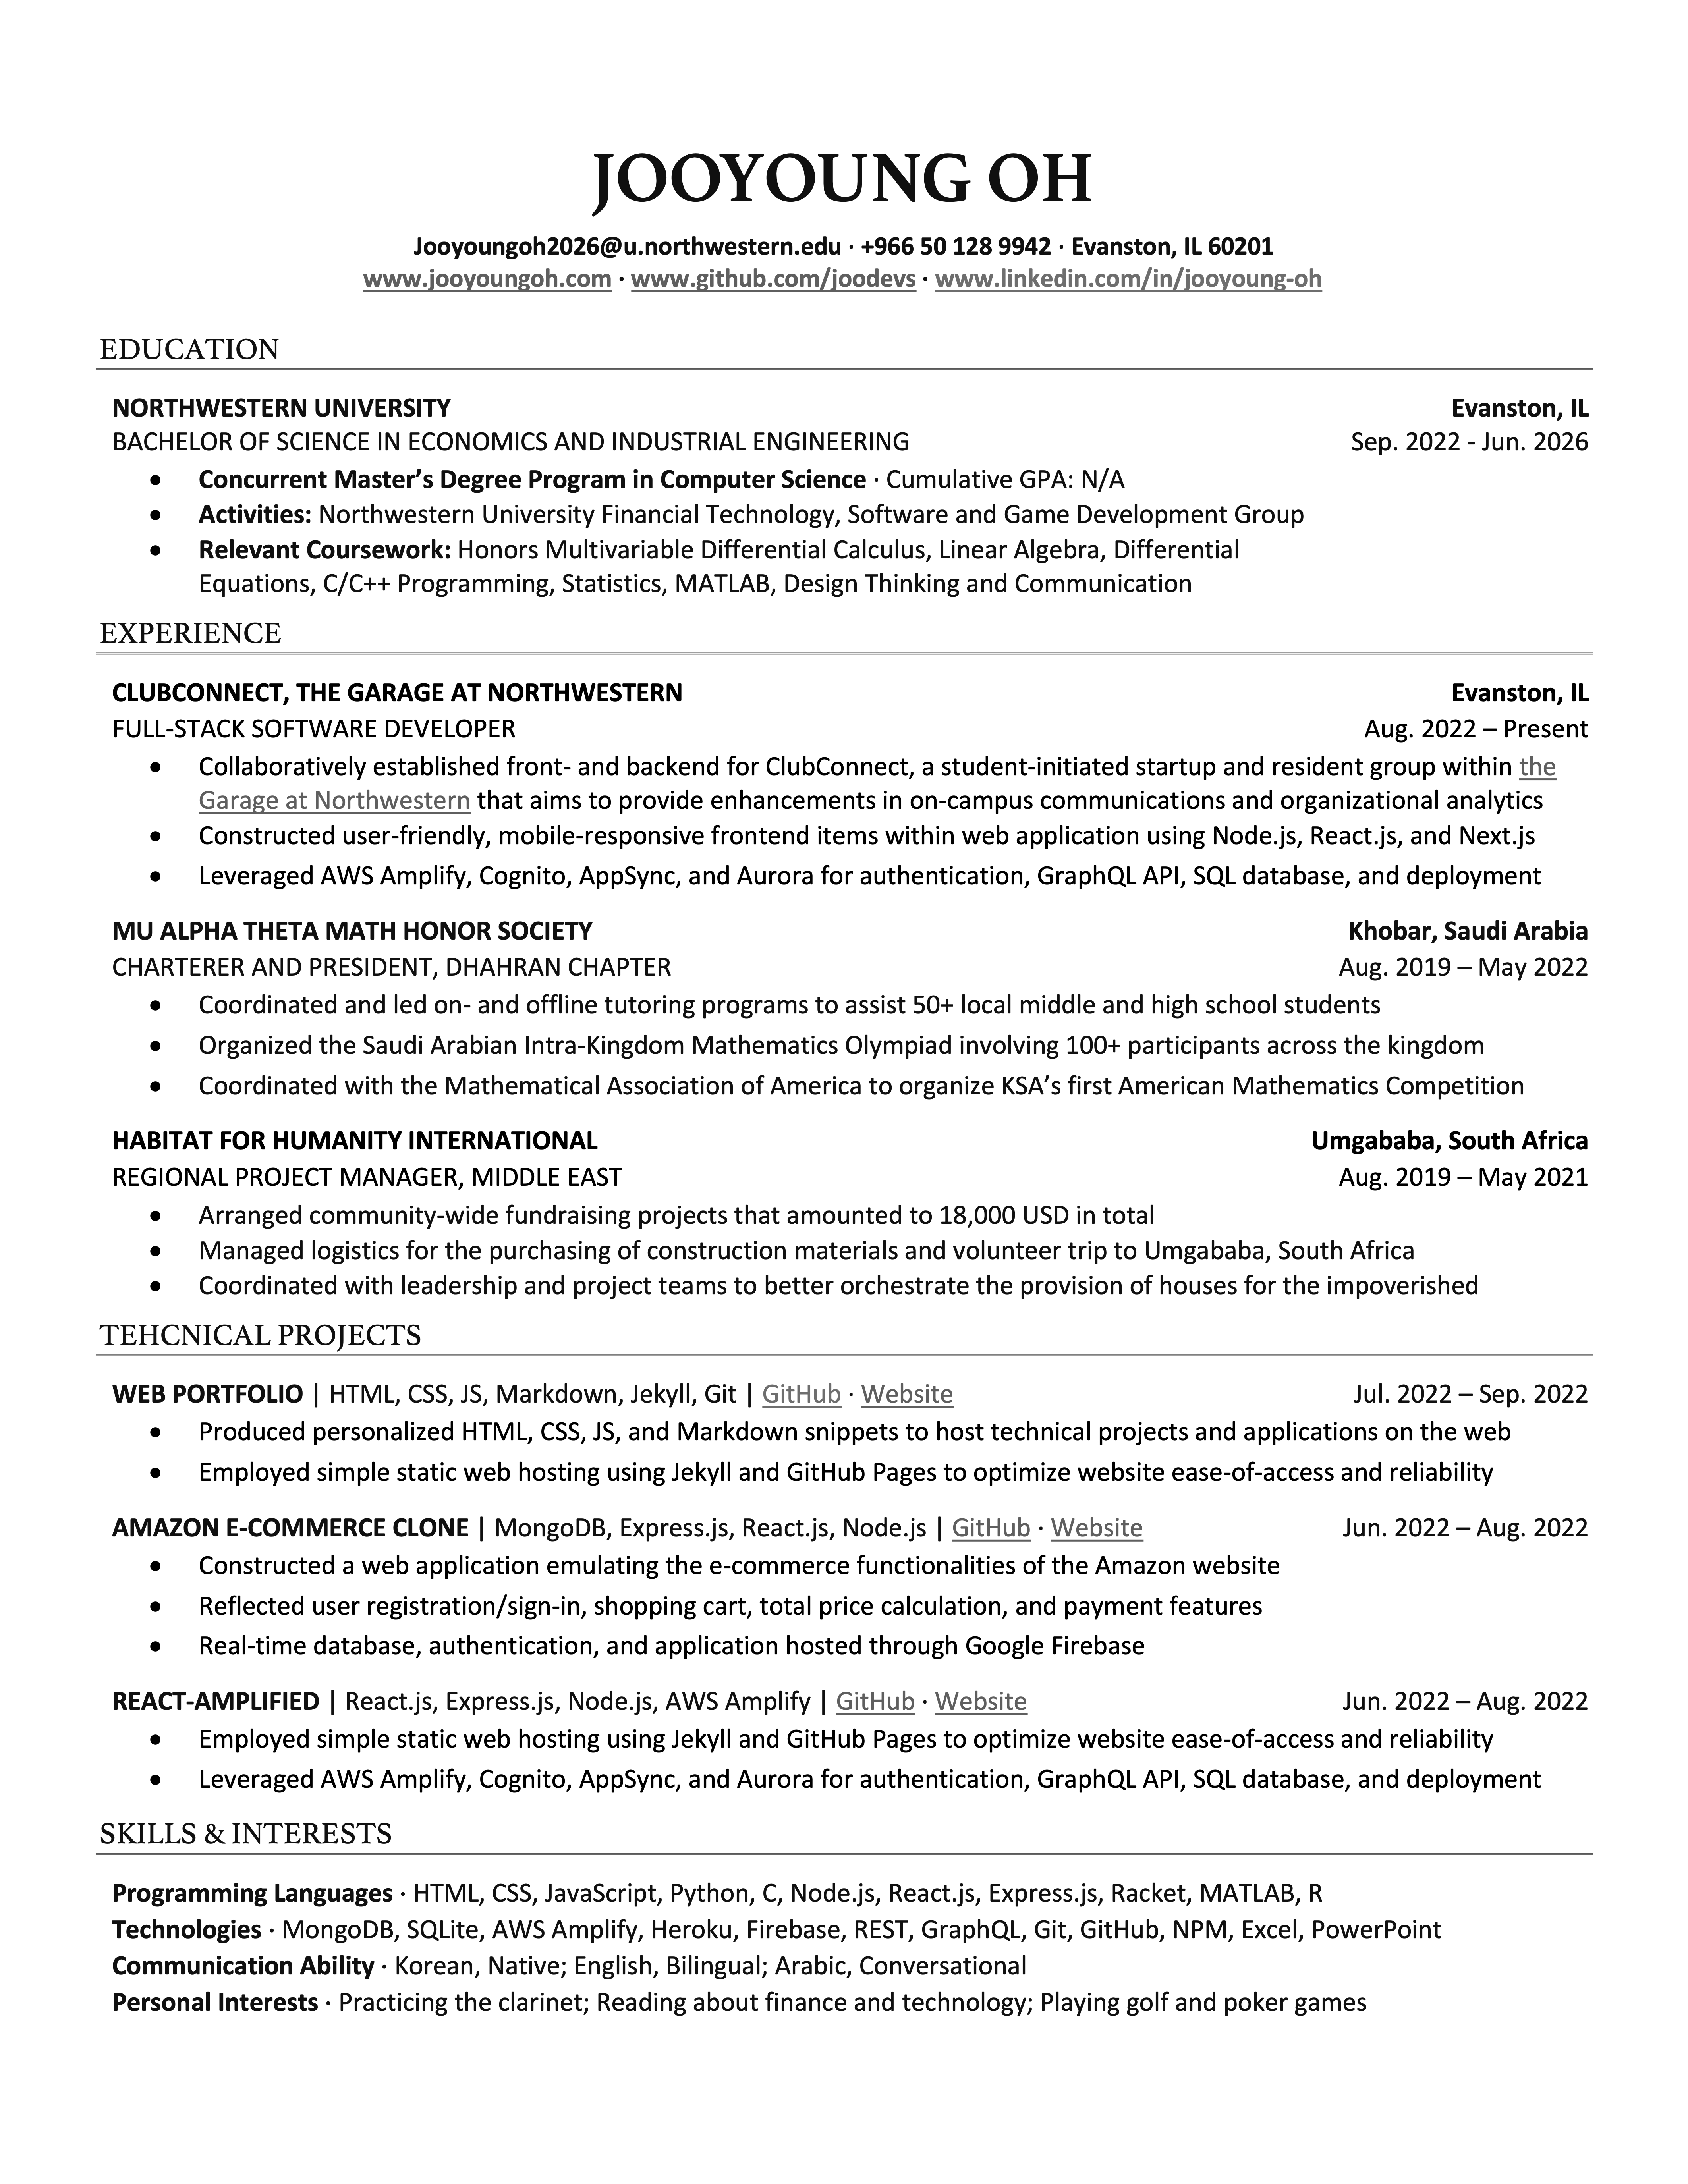 JOOYOUNG OH
Jooyoungoh2026@u.northwestern.edu · +966 50 128 9942 · Evanston, IL 60201
www.jooyoungoh.com · www.github.com/joodevs · www.linkedin.com/in/jooyoung-oh
EDUCATION
NORTHWESTERN UNIVERSITY Evanston, IL
BACHELOR OF SCIENCE IN ECONOMICS AND INDUSTRIAL ENGINEERING Sep. 2022 - Jun. 2026
• Concurrent Master’s Degree Program in Computer Science · Cumulative GPA: N/A
• Activities: Northwestern University Financial Technology, Software and Game Development Group
• Relevant Coursework: Honors Multivariable Differential Calculus, Linear Algebra, Differential
Equations, C/C++ Programming, Statistics, MATLAB, Design Thinking and Communication
EXPERIENCE
CLUBCONNECT, THE GARAGE AT NORTHWESTERN Evanston, IL
FULL-STACK SOFTWARE DEVELOPER Aug. 2022 – Present
• Collaboratively established front- and backend for ClubConnect, a student-initiated startup and resident group within the
Garage at Northwestern that aims to provide enhancements in on-campus communications and organizational analytics
• Constructed user-friendly, mobile-responsive frontend items within web application using Node.js, React.js, and Next.js
• Leveraged AWS Amplify, Cognito, AppSync, and Aurora for authentication, GraphQL API, SQL database, and deployment
MU ALPHA THETA MATH HONOR SOCIETY Khobar, Saudi Arabia
CHARTERER AND PRESIDENT, DHAHRAN CHAPTER Aug. 2019 – May 2022
• Coordinated and led on- and offline tutoring programs to assist 50+ local middle and high school students
• Organized the Saudi Arabian Intra-Kingdom Mathematics Olympiad involving 100+ participants across the kingdom
• Coordinated with the Mathematical Association of America to organize KSA’s first American Mathematics Competition
HABITAT FOR HUMANITY INTERNATIONAL Umgababa, South Africa
REGIONAL PROJECT MANAGER, MIDDLE EAST Aug. 2019 – May 2021
• Arranged community-wide fundraising projects that amounted to 18,000 USD in total
• Managed logistics for the purchasing of construction materials and volunteer trip to Umgababa, South Africa
• Coordinated with leadership and project teams to better orchestrate the provision of houses for the impoverished
TEHCNICAL PROJECTS
WEB PORTFOLIO | HTML, CSS, JS, Markdown, Jekyll, Git | GitHub · Website Jul. 2022 – Sep. 2022
• Produced personalized HTML, CSS, JS, and Markdown snippets to host technical projects and applications on the web
• Employed simple static web hosting using Jekyll and GitHub Pages to optimize website ease-of-access and reliability
AMAZON E-COMMERCE CLONE | MongoDB, Express.js, React.js, Node.js | GitHub · Website Jun. 2022 – Aug. 2022
• Constructed a web application emulating the e-commerce functionalities of the Amazon website
• Reflected user registration/sign-in, shopping cart, total price calculation, and payment features
• Real-time database, authentication, and application hosted through Google Firebase
REACT-AMPLIFIED | React.js, Express.js, Node.js, AWS Amplify | GitHub · Website Jun. 2022 – Aug. 2022
• Employed simple static web hosting using Jekyll and GitHub Pages to optimize website ease-of-access and reliability
• Leveraged AWS Amplify, Cognito, AppSync, and Aurora for authentication, GraphQL API, SQL database, and deployment
SKILLS & INTERESTS
Programming Languages · HTML, CSS, JavaScript, Python, C, Node.js, React.js, Express.js, Racket, MATLAB, R
Technologies · MongoDB, SQLite, AWS Amplify, Heroku, Firebase, REST, GraphQL, Git, GitHub, NPM, Excel, PowerPoint
Communication Ability · Korean, Native; English, Bilingual; Arabic, Conversational
Personal Interests · Practicing the clarinet; Reading about finance and technology; Playing golf and poker games